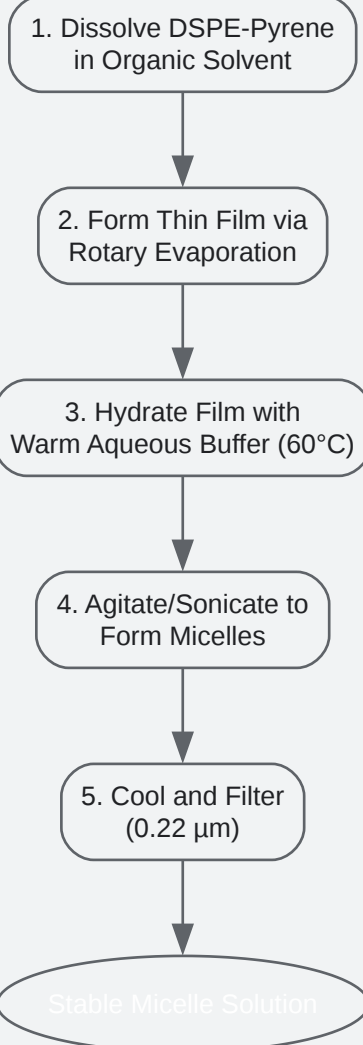 1. Dissolve DSPE-Pyrene
in Organic Solvent
2. Form Thin Film via
Rotary Evaporation
3. Hydrate Film with
Warm Aqueous Buffer (60°C)
4. Agitate/Sonicate to
Form Micelles
5. Cool and Filter
(0.22 µm)
Stable Micelle Solution